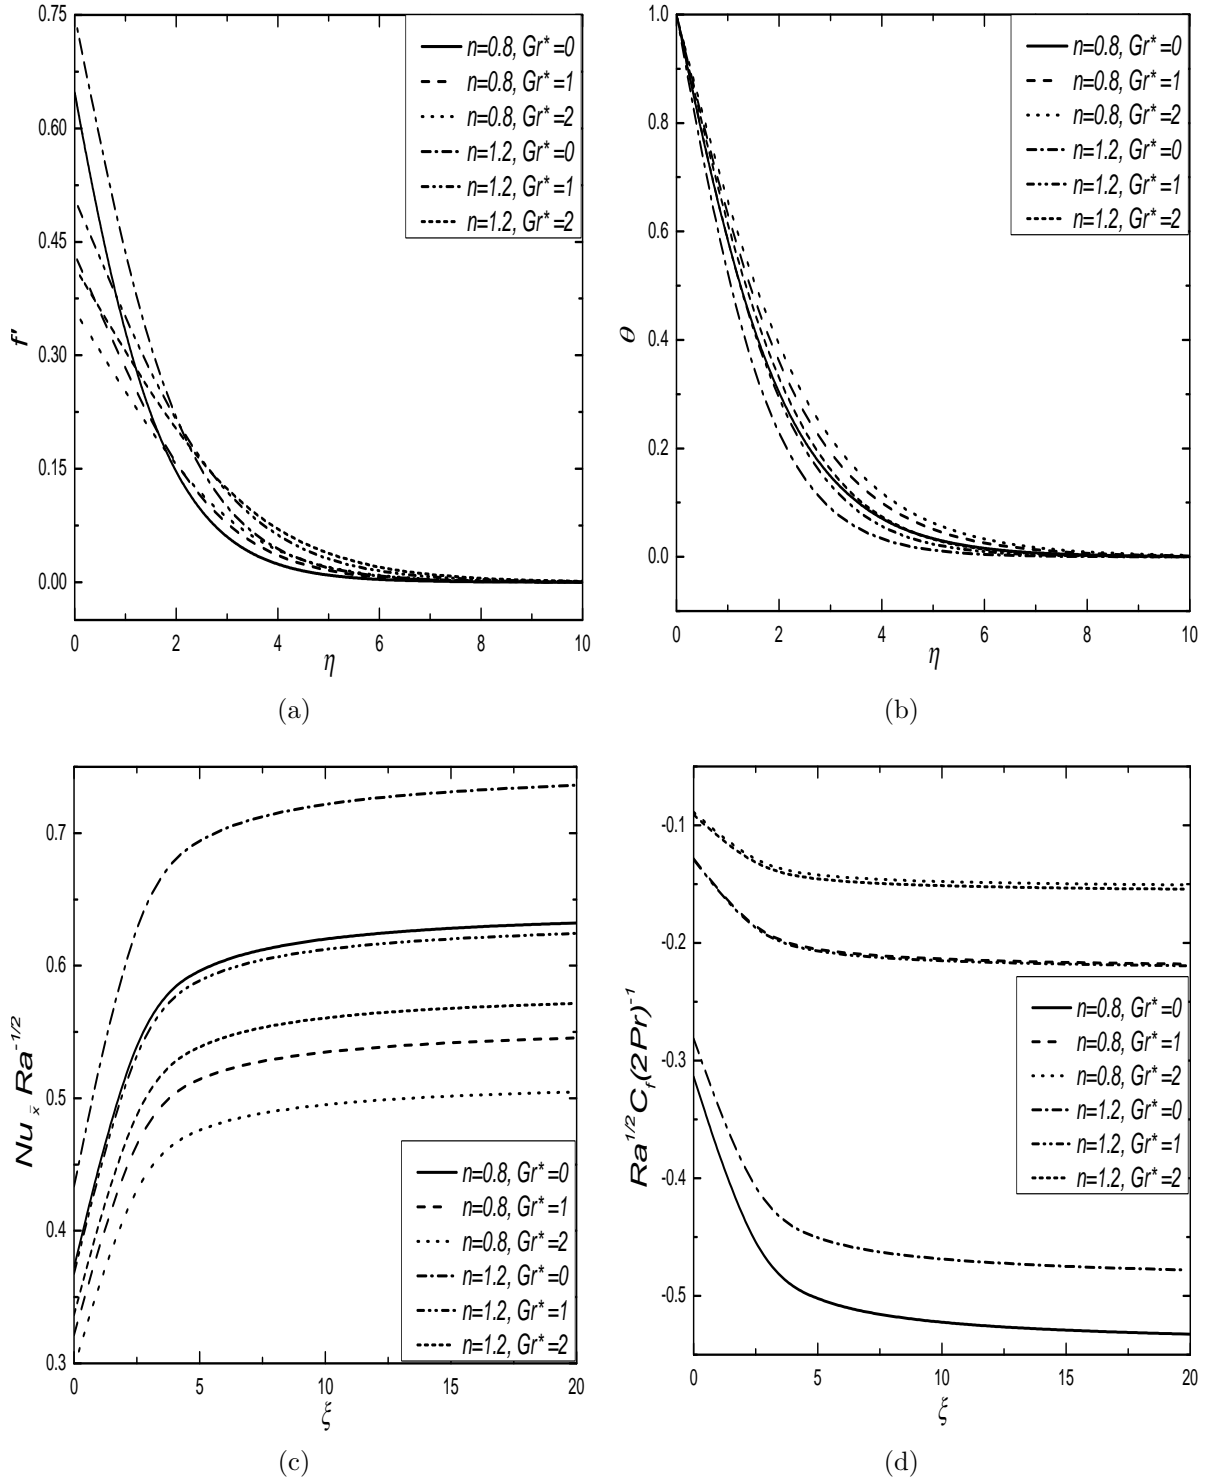 0.75
0.60
0.45
0.30
0.15
0.00
f'
n=0.8, Gr*=0
n=0.8, Gr*=1
n=0.8, Gr*=2
n=1.2, Gr*=0
n=1.2, Gr*=1
n=1.2, Gr*=2
0 2 4 6 8 10
η
(a)
1.0
0.8
0.6
0.4
0.2
0.0
θ
n=0.8, Gr*=0
n=0.8, Gr*=1
n=0.8, Gr*=2
n=1.2, Gr*=0
n=1.2, Gr*=1
n=1.2, Gr*=2
0 2 4 6 8 10
η
(b)
0.7
0.6
0.5
0.4
0.3
Nu_x̄ Ra^-1/2
n=0.8, Gr*=0
n=0.8, Gr*=1
n=0.8, Gr*=2
n=1.2, Gr*=0
n=1.2, Gr*=1
n=1.2, Gr*=2
0 5 10 15 20
ξ
(c)
-0.1
-0.2
-0.3
-0.4
-0.5
Ra^1/2 C_f (2Pr)^-1
n=0.8, Gr*=0
n=0.8, Gr*=1
n=0.8, Gr*=2
n=1.2, Gr*=0
n=1.2, Gr*=1
n=1.2, Gr*=2
0 5 10 15 20
ξ
(d)